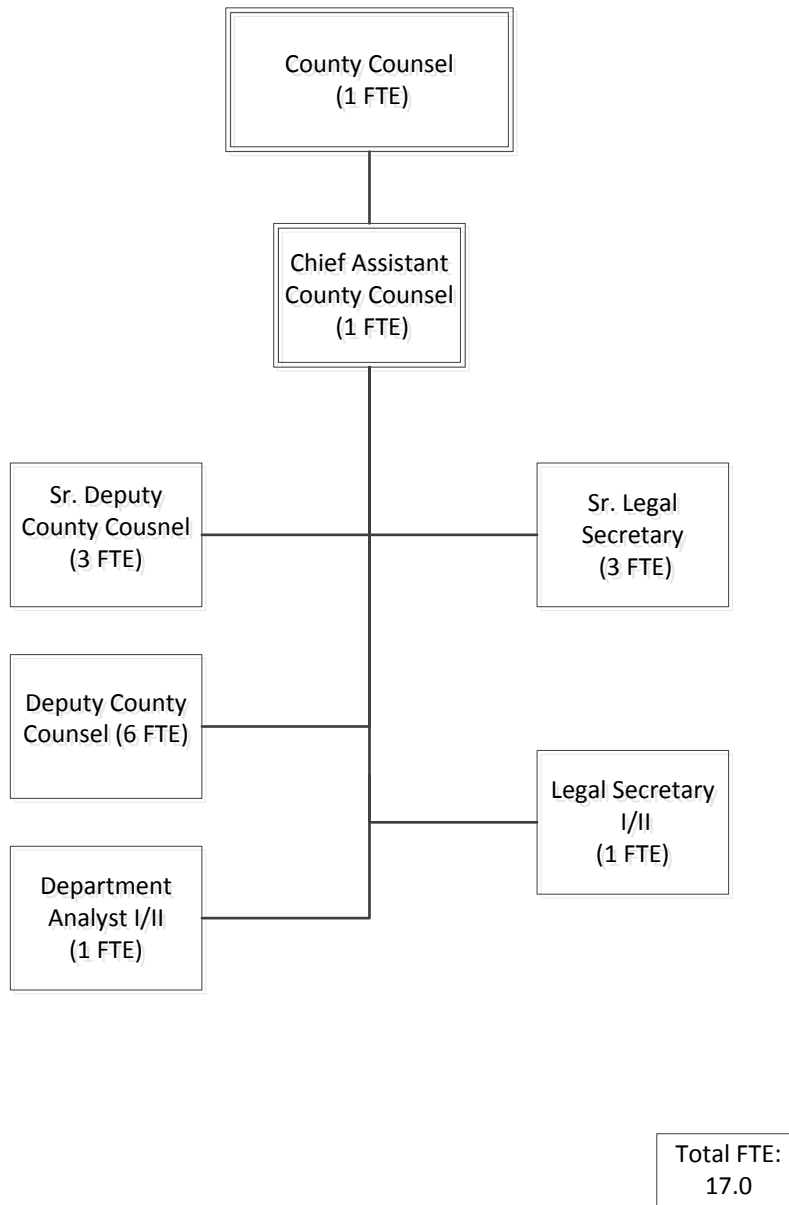 County Counsel
(1 FTE)
Chief Assistant
County Counsel
(1 FTE)
Sr. Deputy
County Cousnel
(3 FTE)
Sr. Legal
Secretary
(3 FTE)
Deputy County
Counsel (6 FTE)
Legal Secretary
I/II
(1 FTE)
Department
Analyst I/II
(1 FTE)
Total FTE:
17.0